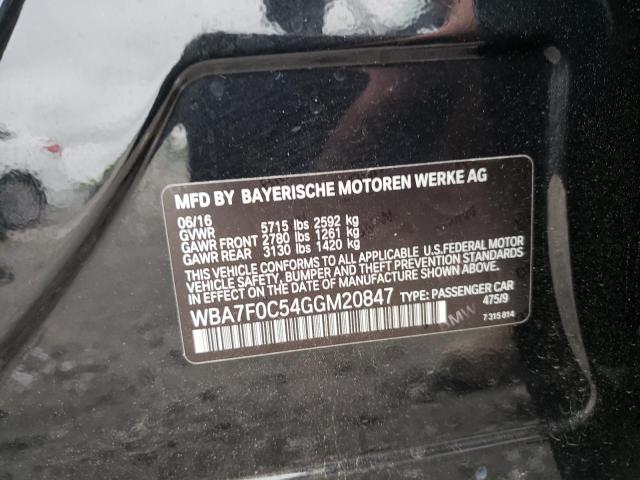 MFD BY BAYERISCHE MOTOREN WERKE AG
06/16
GVWR 5715 lbs 2592 kg
GAWR FRONT 2780 lbs 1261 kg
GAWR REAR 3130 lbs 1420 kg
THIS VEHICLE CONFORMS TO ALL APPLICABLE U.S.FEDERAL MOTOR
VEHICLE SAFETY, BUMPER AND THEFT PREVENTION STANDARDS
IN EFFECT ON THE DATE OF MANUFACTURE SHOWN ABOVE.
WBA7F0C54GGM20847 TYPE: PASSENGER CAR
475/9
BMW 7 315 814